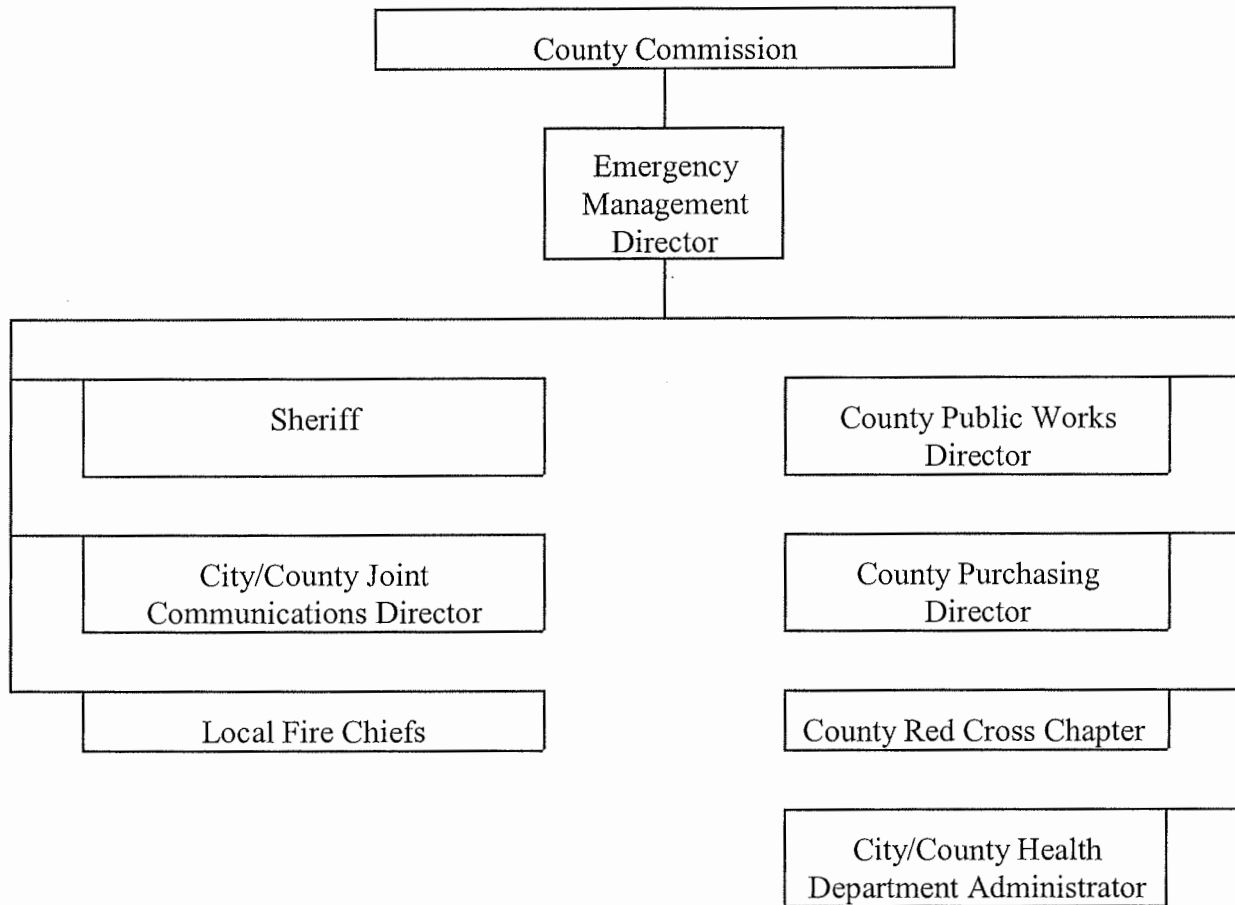 County Commission
Emergency
Management
Director
Sheriff
County Public Works
Director
City/County Joint
Communications Director
County Purchasing
Director
Local Fire Chiefs
County Red Cross Chapter
City/County Health
Department Administrator